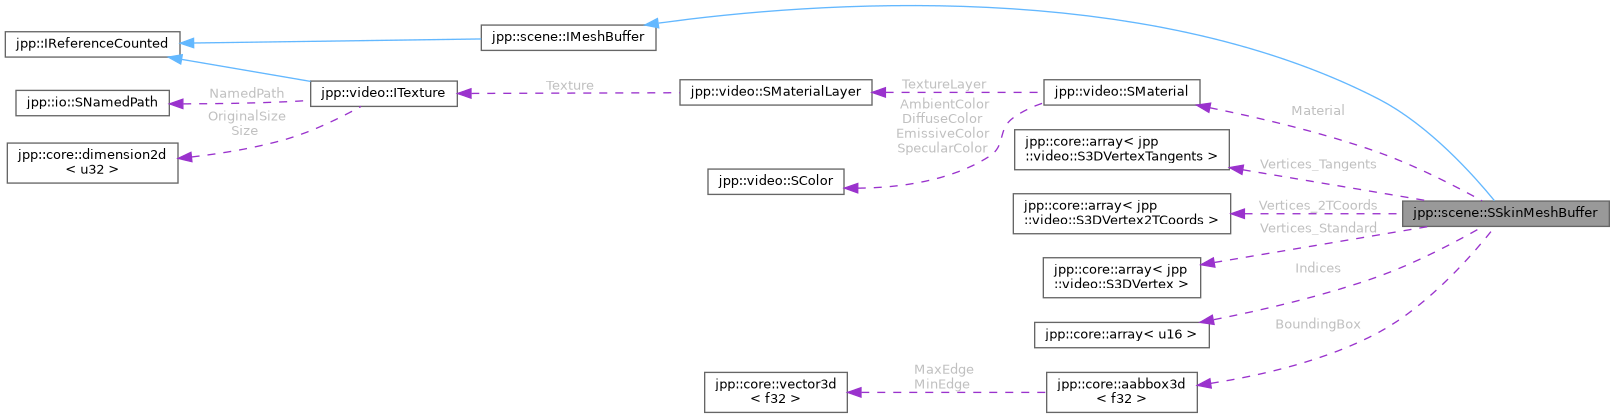 jpp::IReferenceCounted
jpp::scene::IMeshBuffer
jpp::io::SNamedPath
NamedPath
OriginalSize
Size
jpp::video::ITexture
Texture
jpp::video::SMaterialLayer
TextureLayer
AmbientColor
DiffuseColor
EmissiveColor
SpecularColor
jpp::video::SMaterial
Material
jpp::core::dimension2d
< u32 >
jpp::video::SColor
jpp::core::array< jpp
::video::S3DVertexTangents >
Vertices_Tangents
jpp::core::array< jpp
::video::S3DVertex2TCoords >
Vertices_2TCoords
Vertices_Standard
jpp::scene::SSkinMeshBuffer
jpp::core::array< jpp
::video::S3DVertex >
Indices
jpp::core::array< u16 >
BoundingBox
jpp::core::vector3d
< f32 >
MaxEdge
MinEdge
jpp::core::aabbox3d
< f32 >